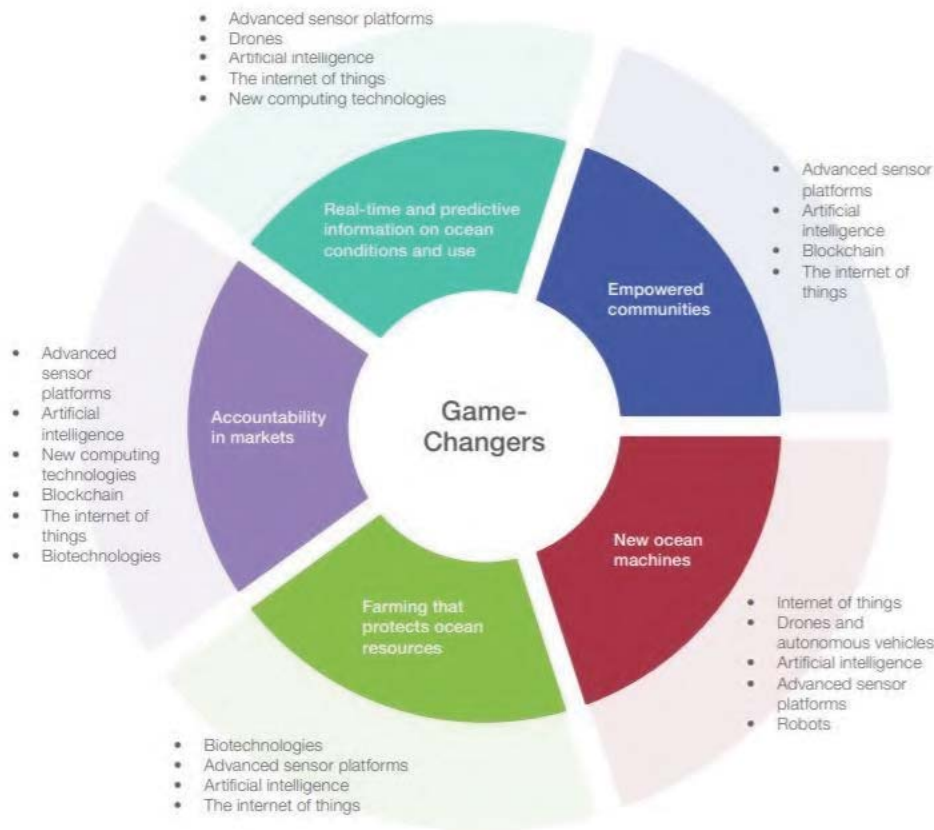 • Advanced sensor platforms
• Drones
• Artificial intelligence
• The internet of things
• New computing technologies
Real-time and predictive
information on ocean
conditions and use
• Advanced sensor
platforms
• Artificial
intelligence
• Blockchain
• The internet of
things
Empowered
communities
Game-
Changers
• Advanced
sensor
platforms
• Artificial
intelligence
• New computing
technologies
• Blockchain
• The internet of
things
• Biotechnologies
Accountability
in markets
New ocean
machines
• Internet of things
• Drones and
autonomous vehicles
• Artificial intelligence
• Advanced sensor
platforms
• Robots
Farming that
protects ocean
resources
• Biotechnologies
• Advanced sensor platforms
• Artificial intelligence
• The internet of things